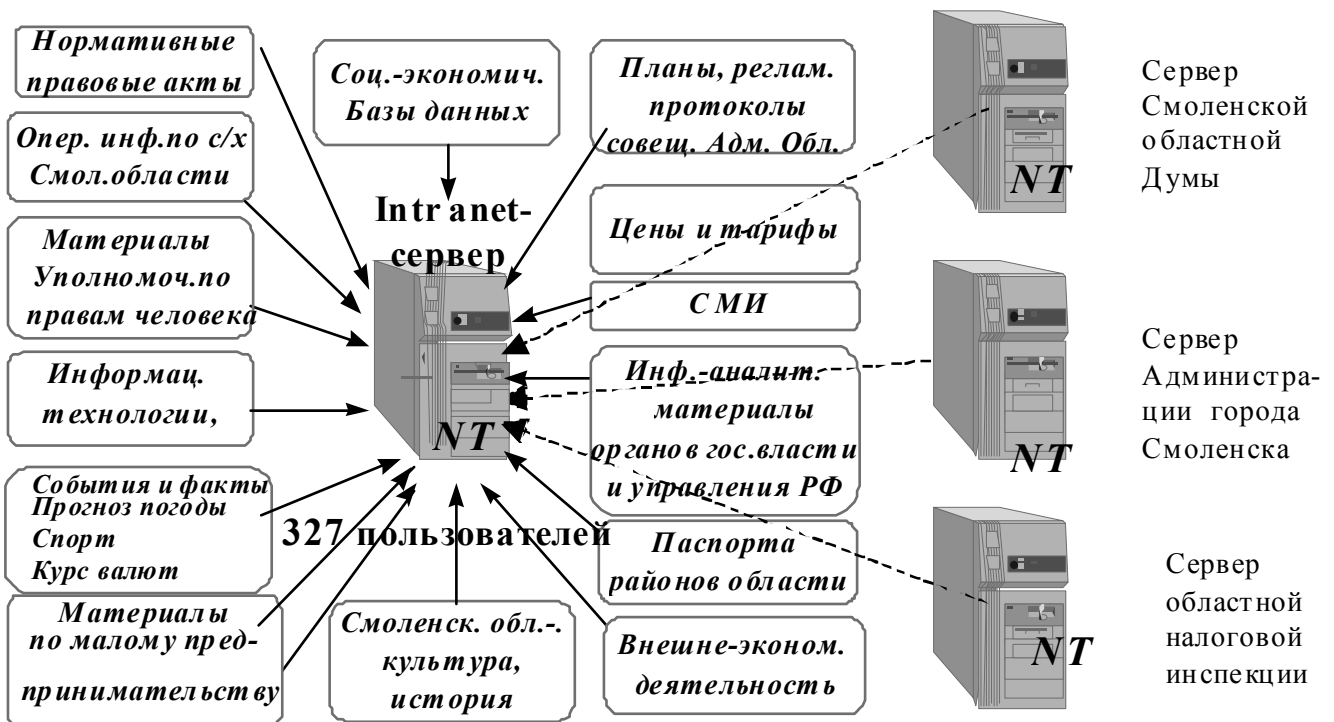 Нормативные
правовые акты
Опер. инф.по с/х
Смол.области
Материалы
Уполномоч.по
правам человека
Информац.
технологии,
События и факты
Прогноз погоды
Спорт
Курс валют
Материалы
по малому пред-
принимательству
Соц.-экономич.
Базы данных
Intranet-
сервер
NT
327 пользователей
Смоленск. обл.-.
культура,
история
Планы, реглам.
протоколы
совещ. Адм. Обл.
Цены и тарифы
СМИ
Инф.-аналит.
материалы
органов гос.власти
и управления РФ
Паспорта
районов области
Внешне-эконом.
деятельность
NT
Сервер
Смоленской
областной
Думы
NT
Сервер
Администра-
ции города
Смоленска
NT
Сервер
областной
налоговой
инспекции